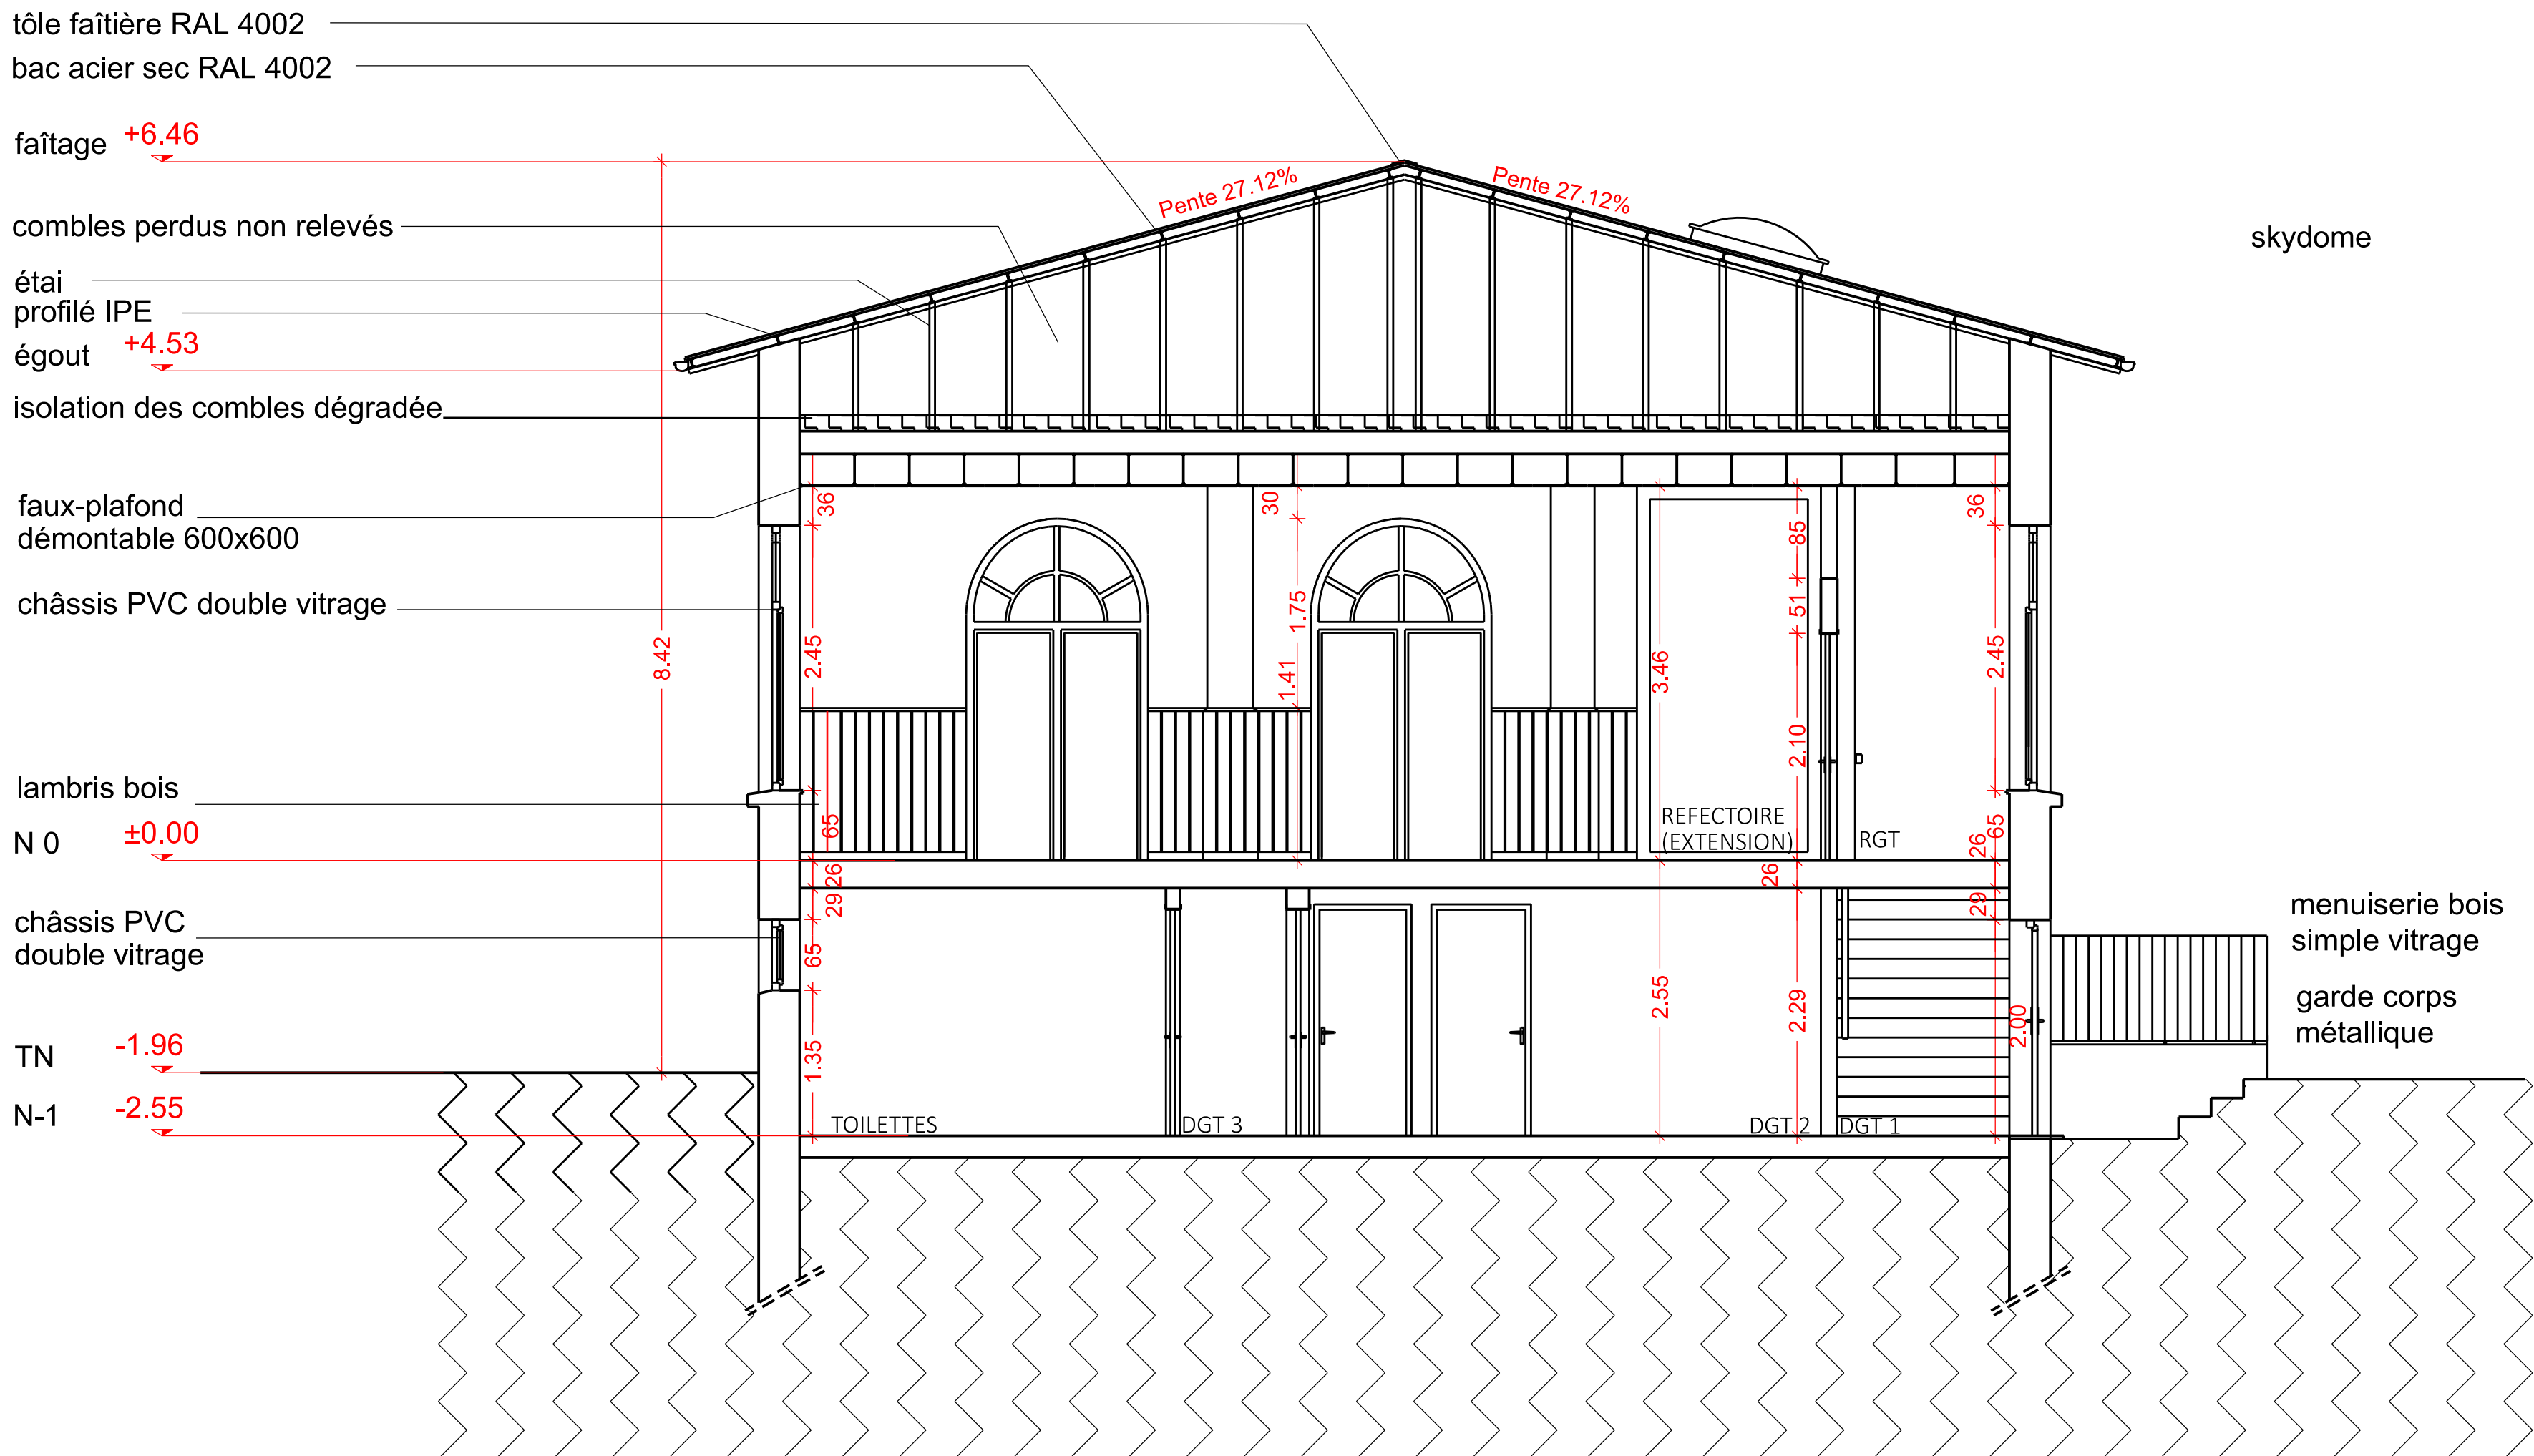 tôle faîtière RAL 4002
bac acier sec RAL 4002
faîtage +6.46
Pente 27.12%
Pente 27.12%
combles perdus non relevés
skydome
étai
profilé IPE
égout +4.53
isolation des combles dégradée
faux-plafond
démontable 600x600
36
30
85
36
châssis PVC double vitrage
8.42
2.45
1.75
1.41
3.46
51
2.10
2.45
lambris bois
65
REFECTOIRE
(EXTENSION)
RGT
65
N 0 ±0.00
26
26
26
29
29
châssis PVC
double vitrage
65
menuiserie bois
simple vitrage
garde corps
métallique
1.35
2.55
2.29
2.00
TN -1.96
N-1 -2.55
TOILETTES
DGT 3
DGT 2
DGT 1